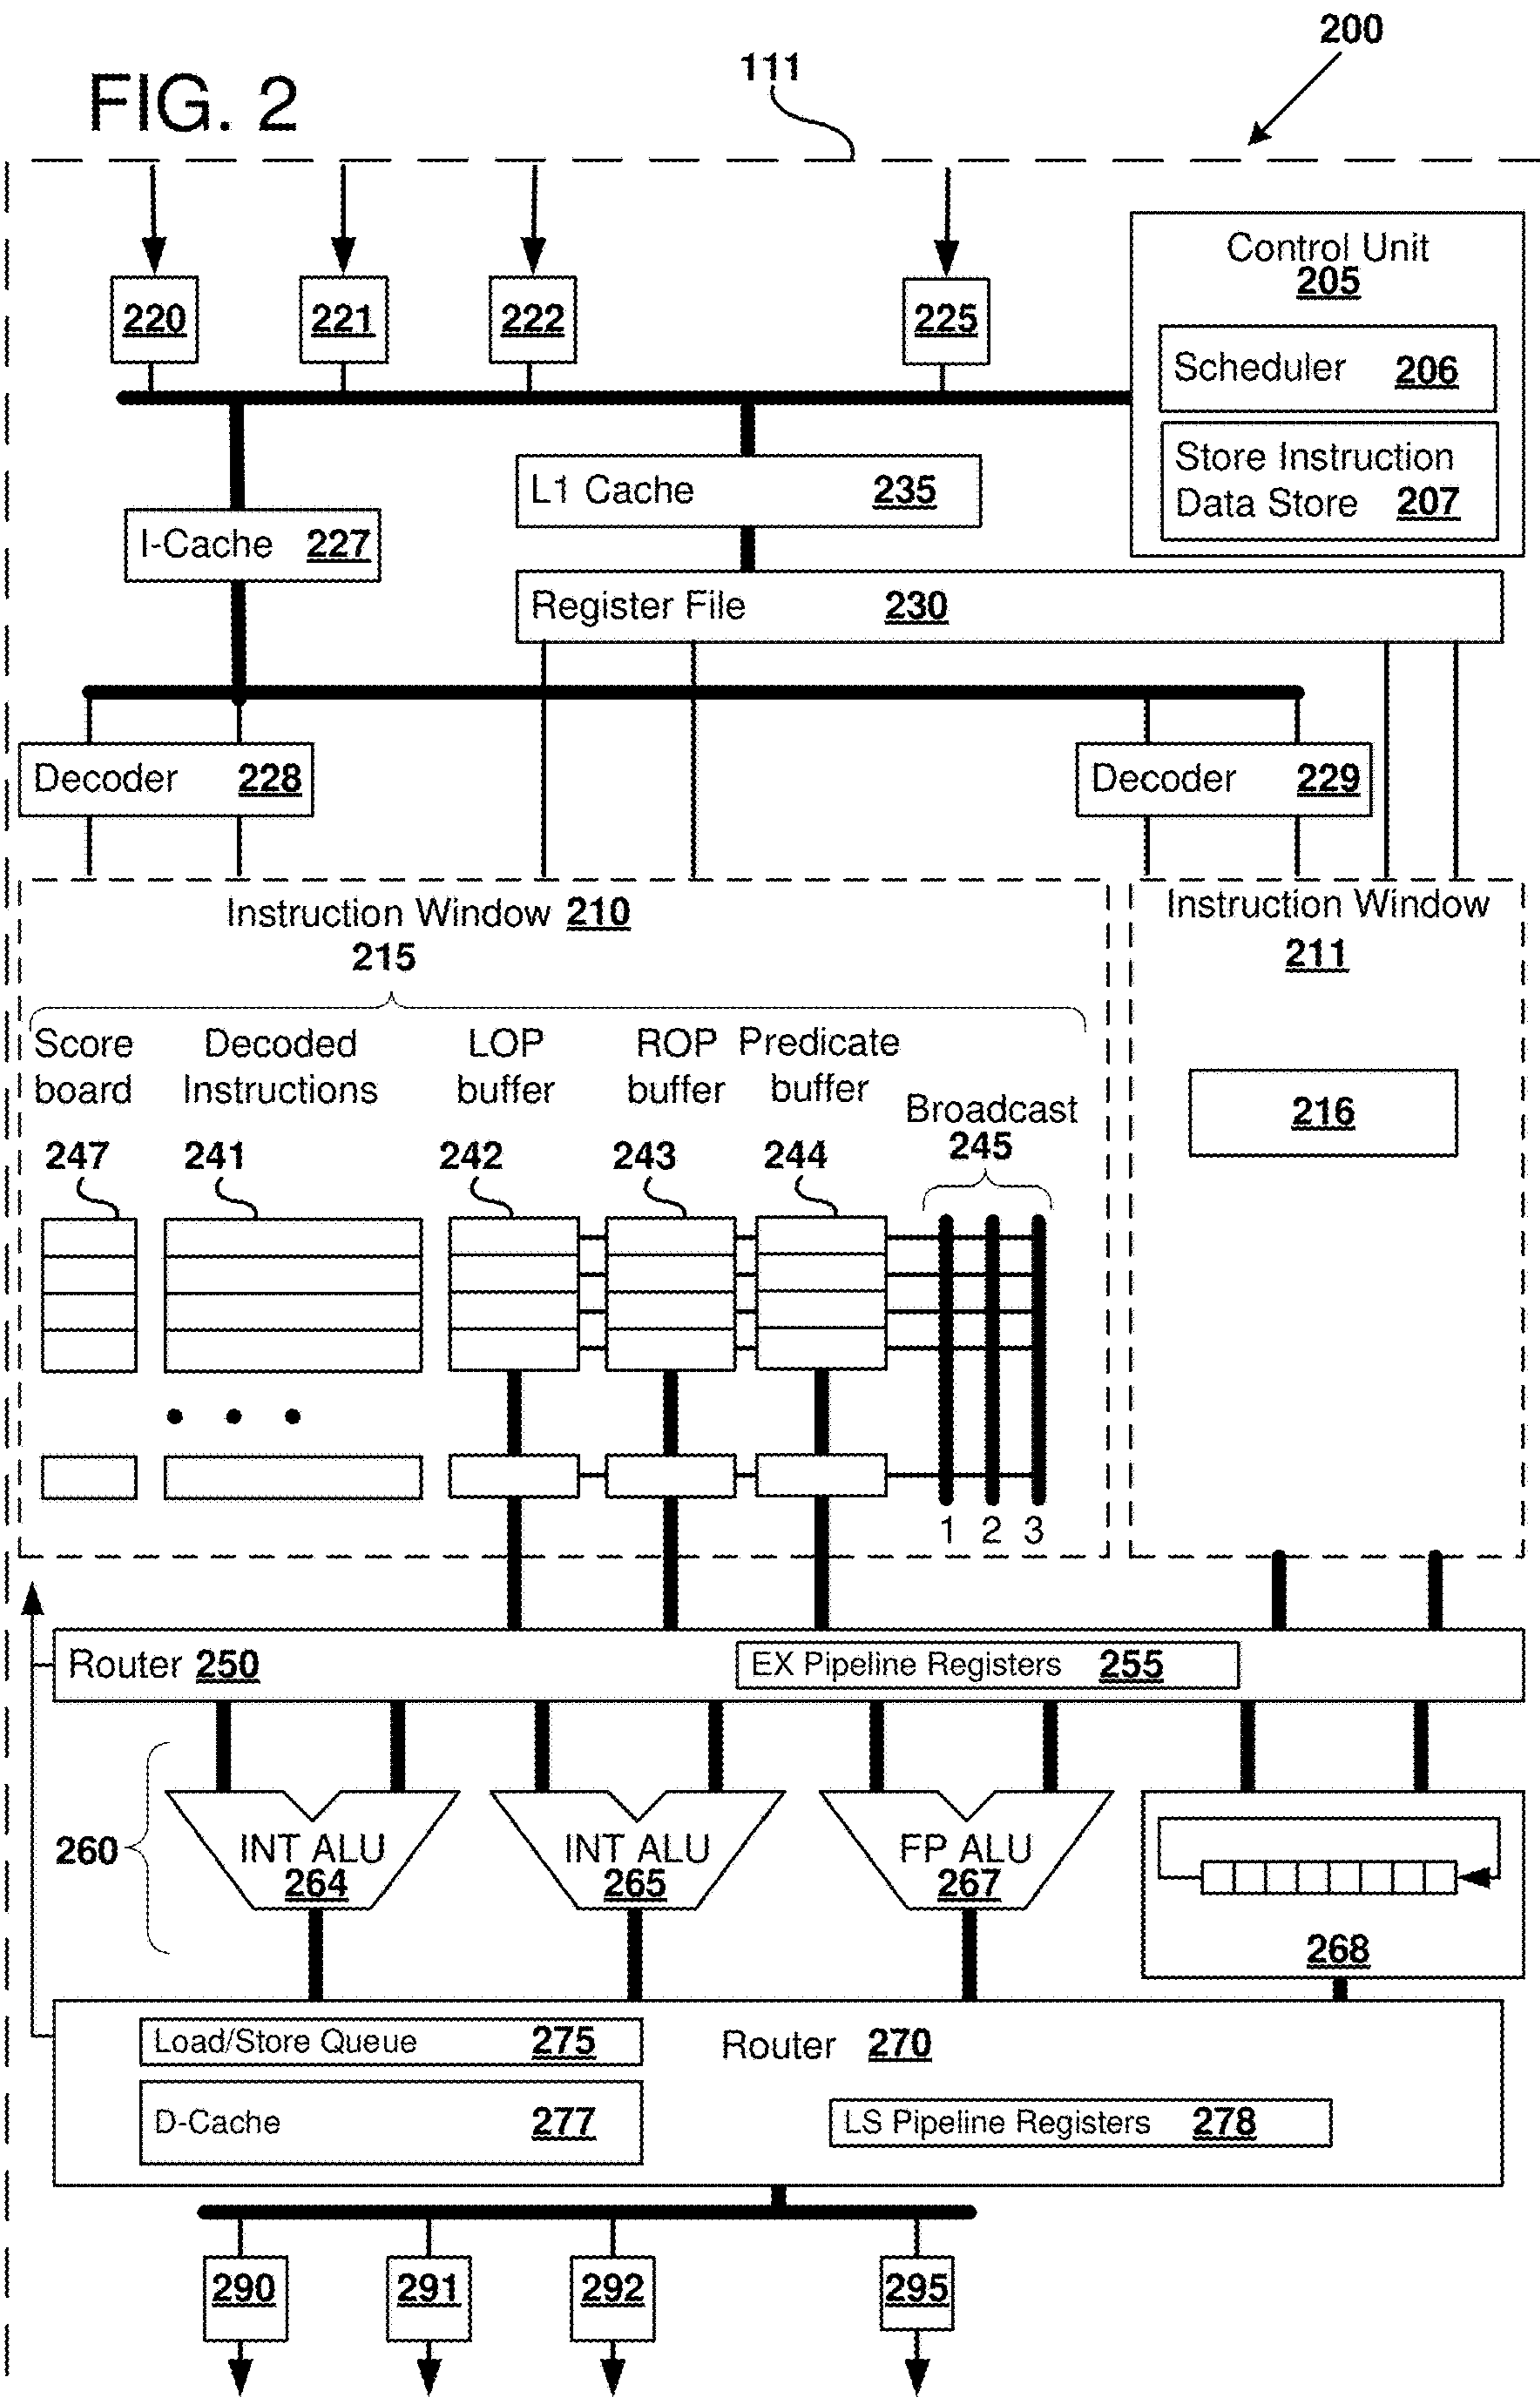 200
111
FIG. 2
Control Unit
205
220
221
222
225
Scheduler 206
Store Instruction
Data Store 207
L1 Cache 235
I-Cache 227
Register File 230
Decoder 228
Decoder 229
Instruction Window 210
Instruction Window
211
215
Score
board
Decoded
Instructions
LOP
buffer
ROP
buffer
Predicate
buffer
Broadcast
245
216
247
241
242
243
244
1 2 3
Router 250
EX Pipeline Registers 255
260
INT ALU
264
INT ALU
265
FP ALU
267
268
Load/Store Queue 275
Router 270
D-Cache 277
LS Pipeline Registers 278
290
291
292
295